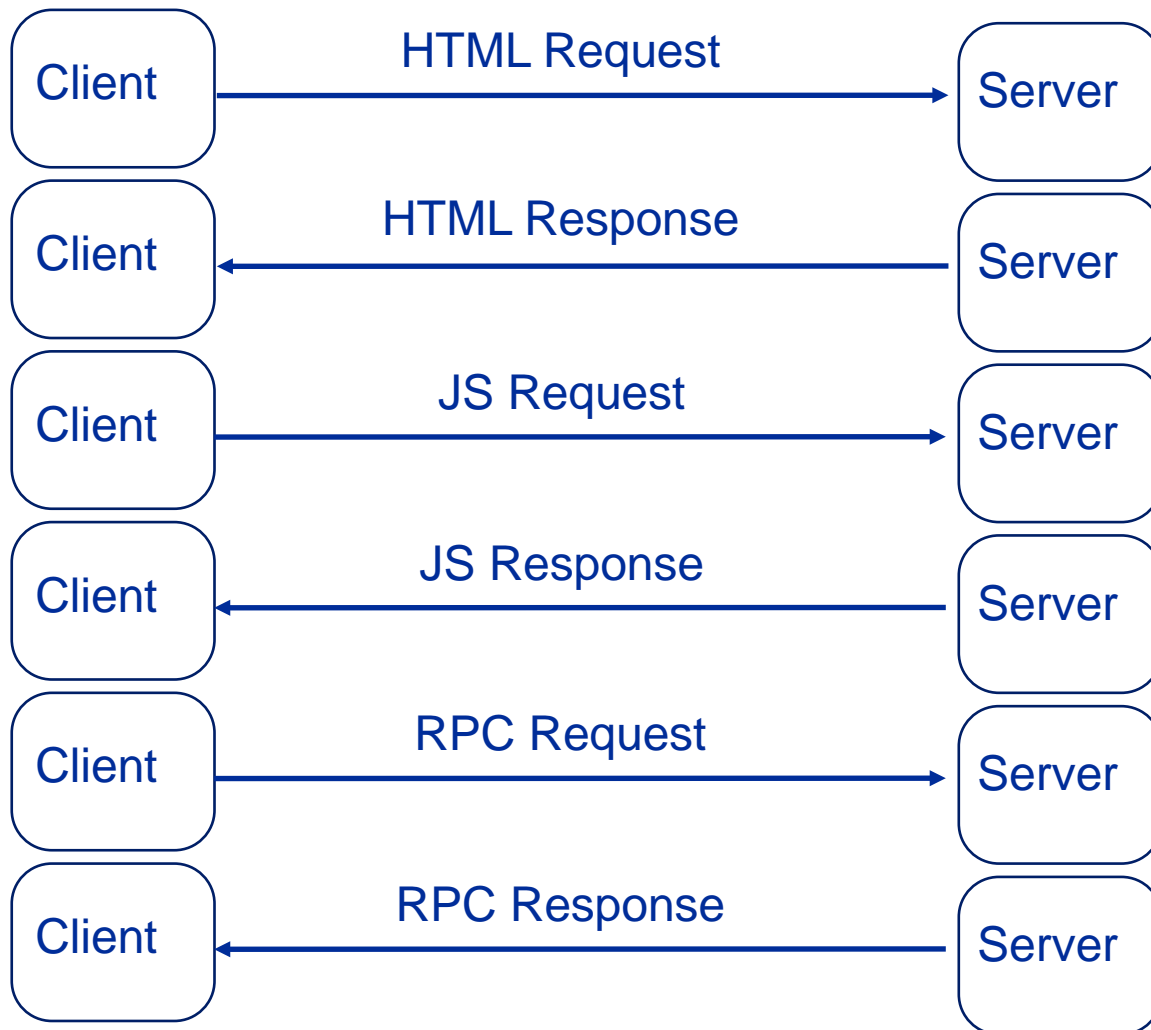 Client
HTML Request
Server
Client
HTML Response
Server
Client
JS Request
Server
Client
JS Response
Server
Client
RPC Request
Server
Client
RPC Response
Server